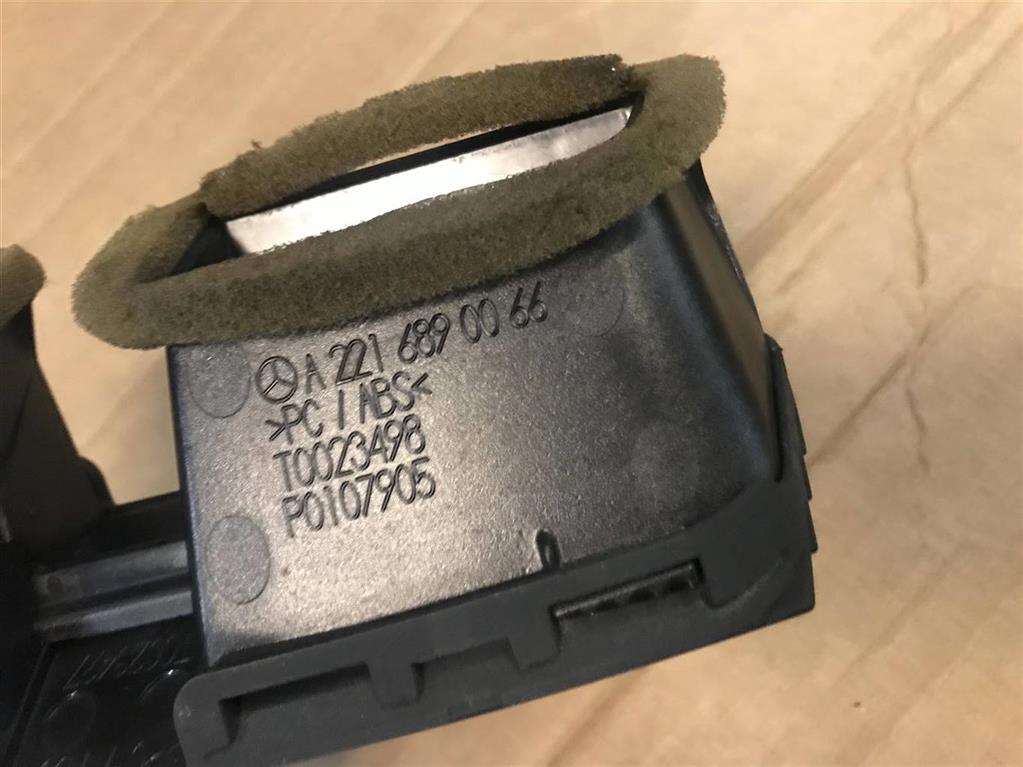 A 221 689 00 66
>PC / ABS<
T0023498
P0107905